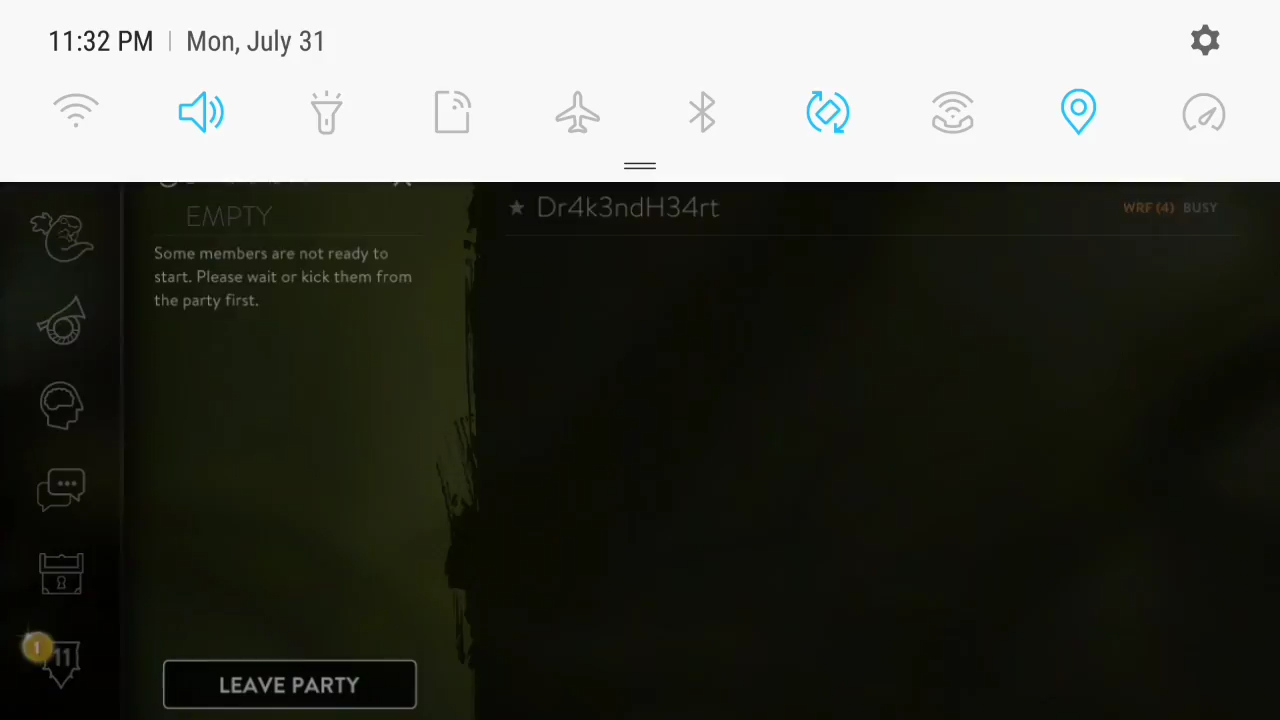 11:32 PM | Mon, July 31
EMPTY
Some members are not ready to
start. Please wait or kick them from
the party first.
★ Dr4k3ndH34rt
WRF (4) BUSY
1
11
LEAVE PARTY